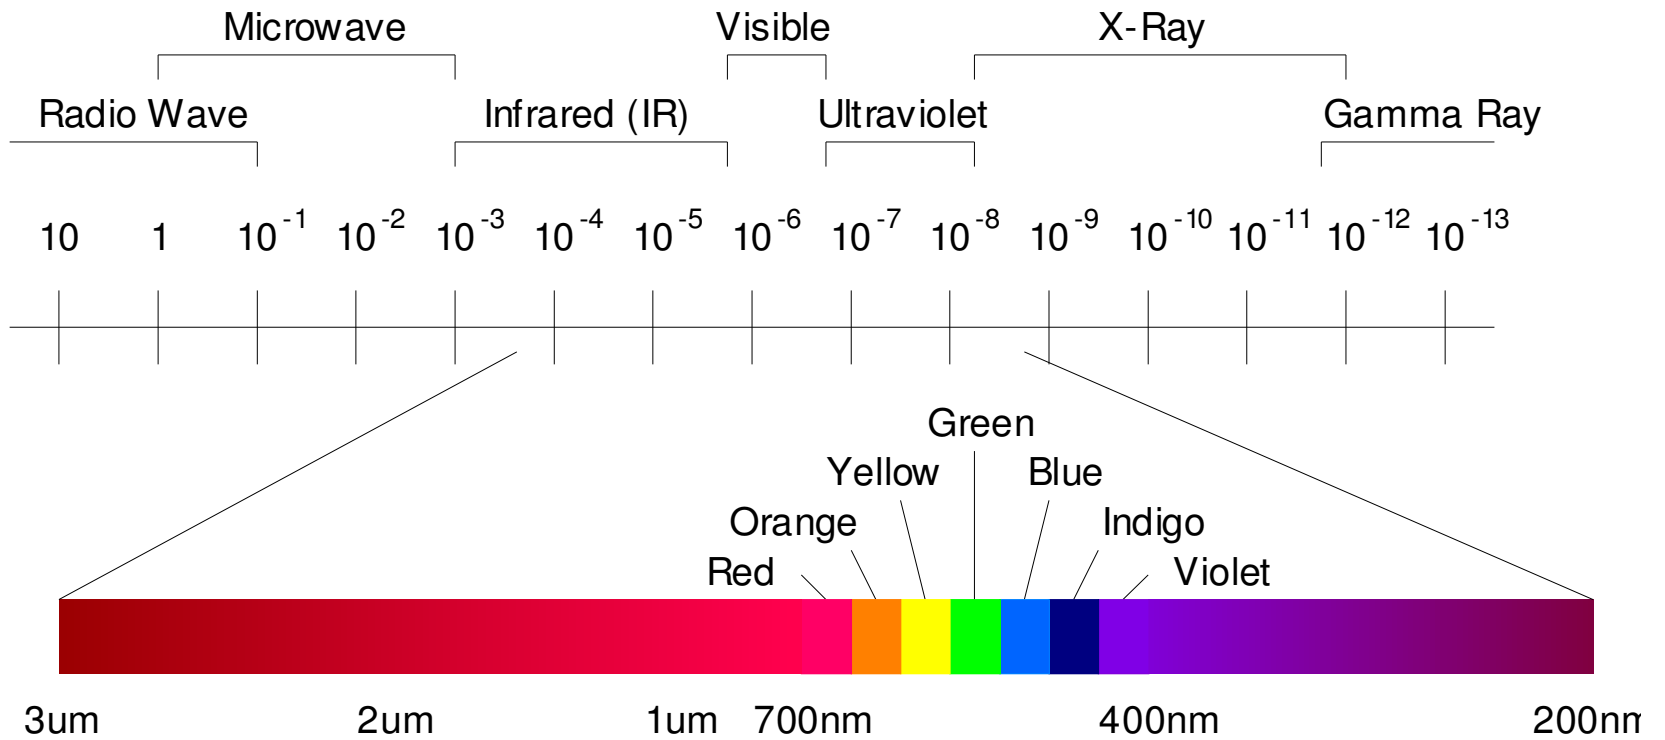 Microwave Visible X-Ray
Radio Wave Infrared (IR) Ultraviolet Gamma Ray
10 1 10⁻¹ 10⁻² 10⁻³ 10⁻⁴ 10⁻⁵ 10⁻⁶ 10⁻⁷ 10⁻⁸ 10⁻⁹ 10⁻¹⁰ 10⁻¹¹ 10⁻¹² 10⁻¹³
Green
Yellow Blue
Orange Indigo
Red Violet
3um 2um 1um 700nm 400nm 200nm